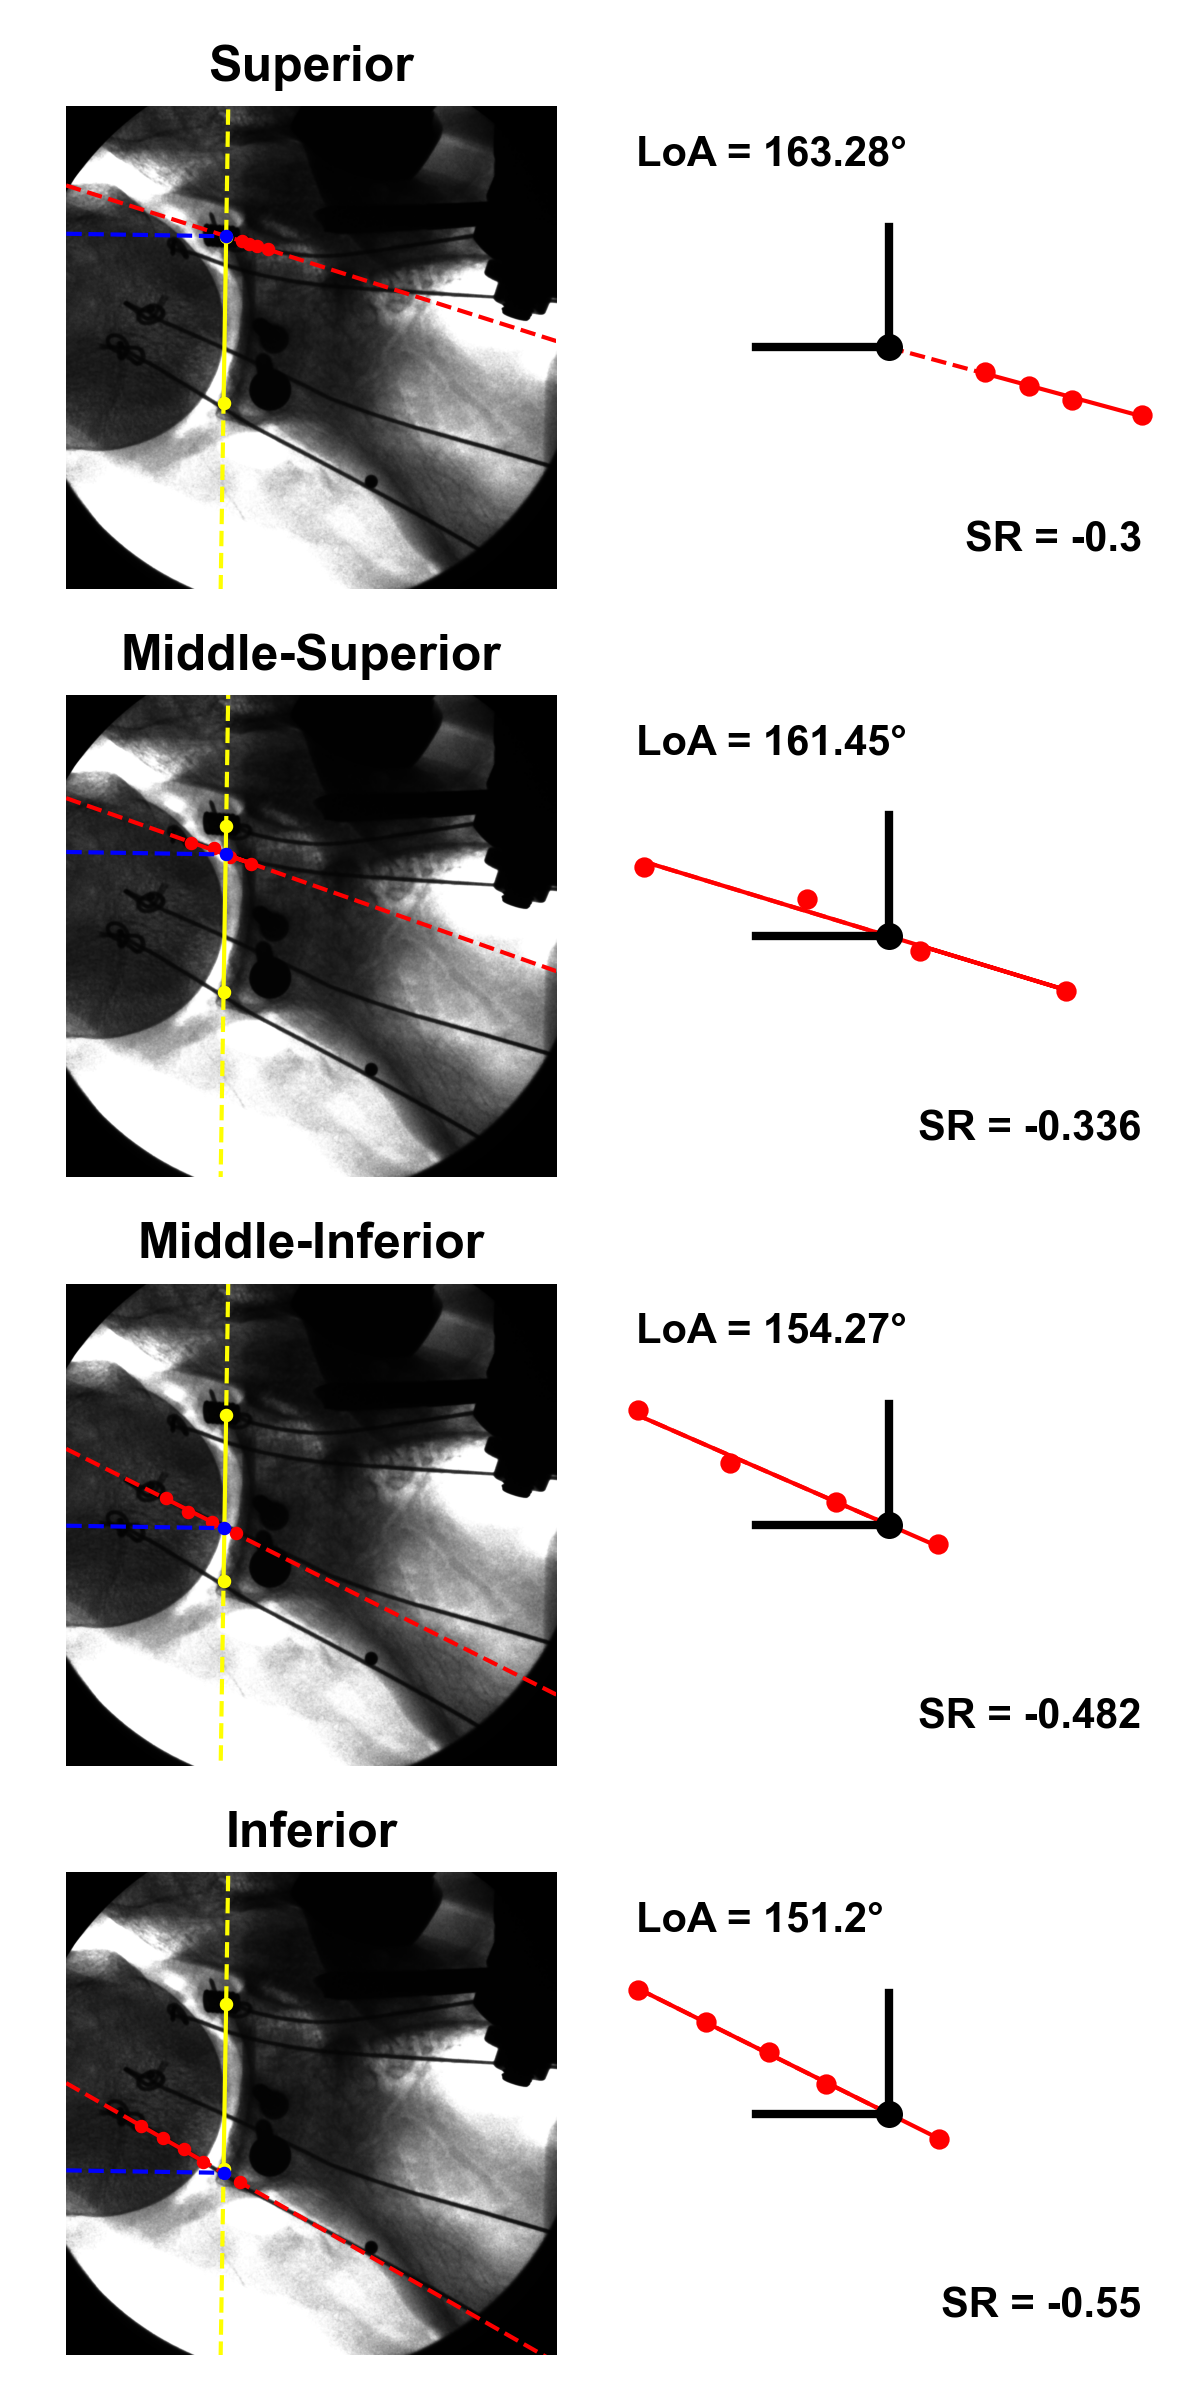 Superior
LoA = 163.28°
SR = -0.3
Middle-Superior
LoA = 161.45°
SR = -0.336
Middle-Inferior
LoA = 154.27°
SR = -0.482
Inferior
LoA = 151.2°
SR = -0.55